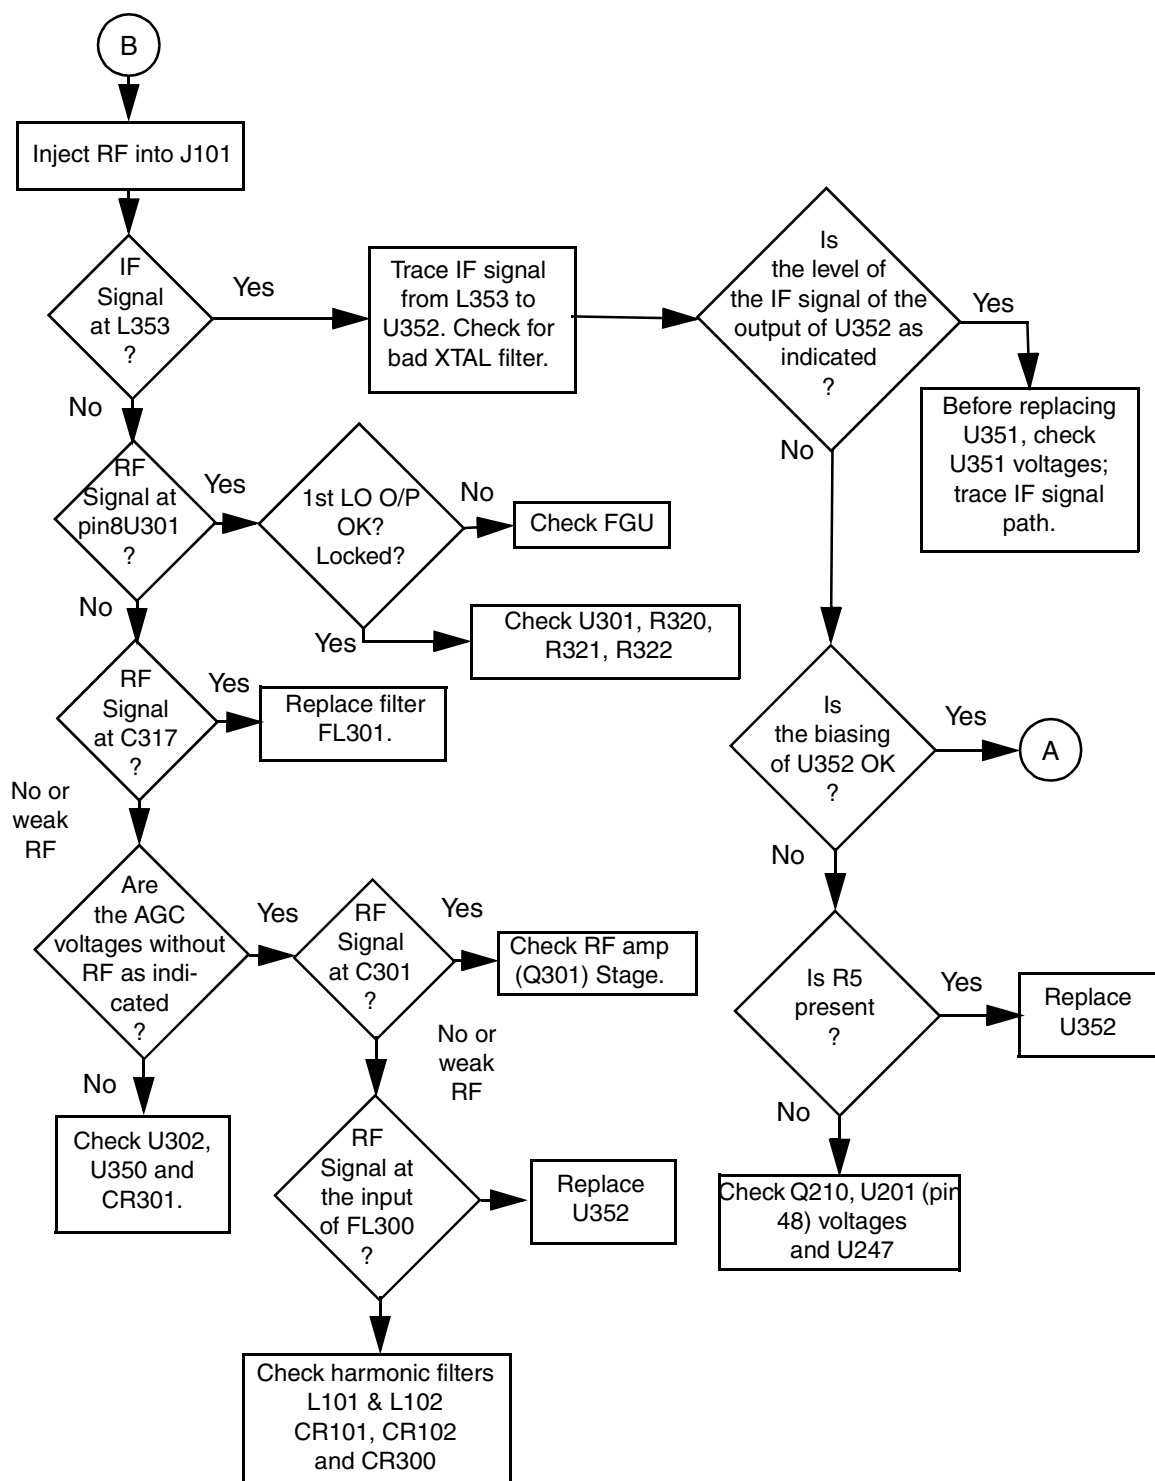 B
Inject RF into J101
IF
Signal
at L353
?
Yes
No
Trace IF signal
from L353 to
U352. Check for
bad XTAL filter.
Is
the level of
the IF signal of the
output of U352 as
indicated
?
Yes
No
Before replacing
U351, check
U351 voltages;
trace IF signal
path.
RF
Signal at
pin8U301
?
Yes
No
1st LO O/P
OK?
Locked?
No
Yes
Check FGU
Check U301, R320,
R321, R322
RF
Signal
at C317
?
Yes
No or
weak
RF
Replace filter
FL301.
Is
the biasing
of U352 OK
?
Yes
No
A
Are
the AGC
voltages without
RF as indi-
cated
?
Yes
No
RF
Signal
at C301
?
Yes
No or
weak
RF
Check RF amp
(Q301) Stage.
Is R5
present
?
Yes
No
Replace
U352
Check U302,
U350 and
CR301.
RF
Signal at
the input
of FL300
?
Replace
U352
Check Q210, U201 (pin
48) voltages
and U247
Check harmonic filters
L101 & L102
CR101, CR102
and CR300